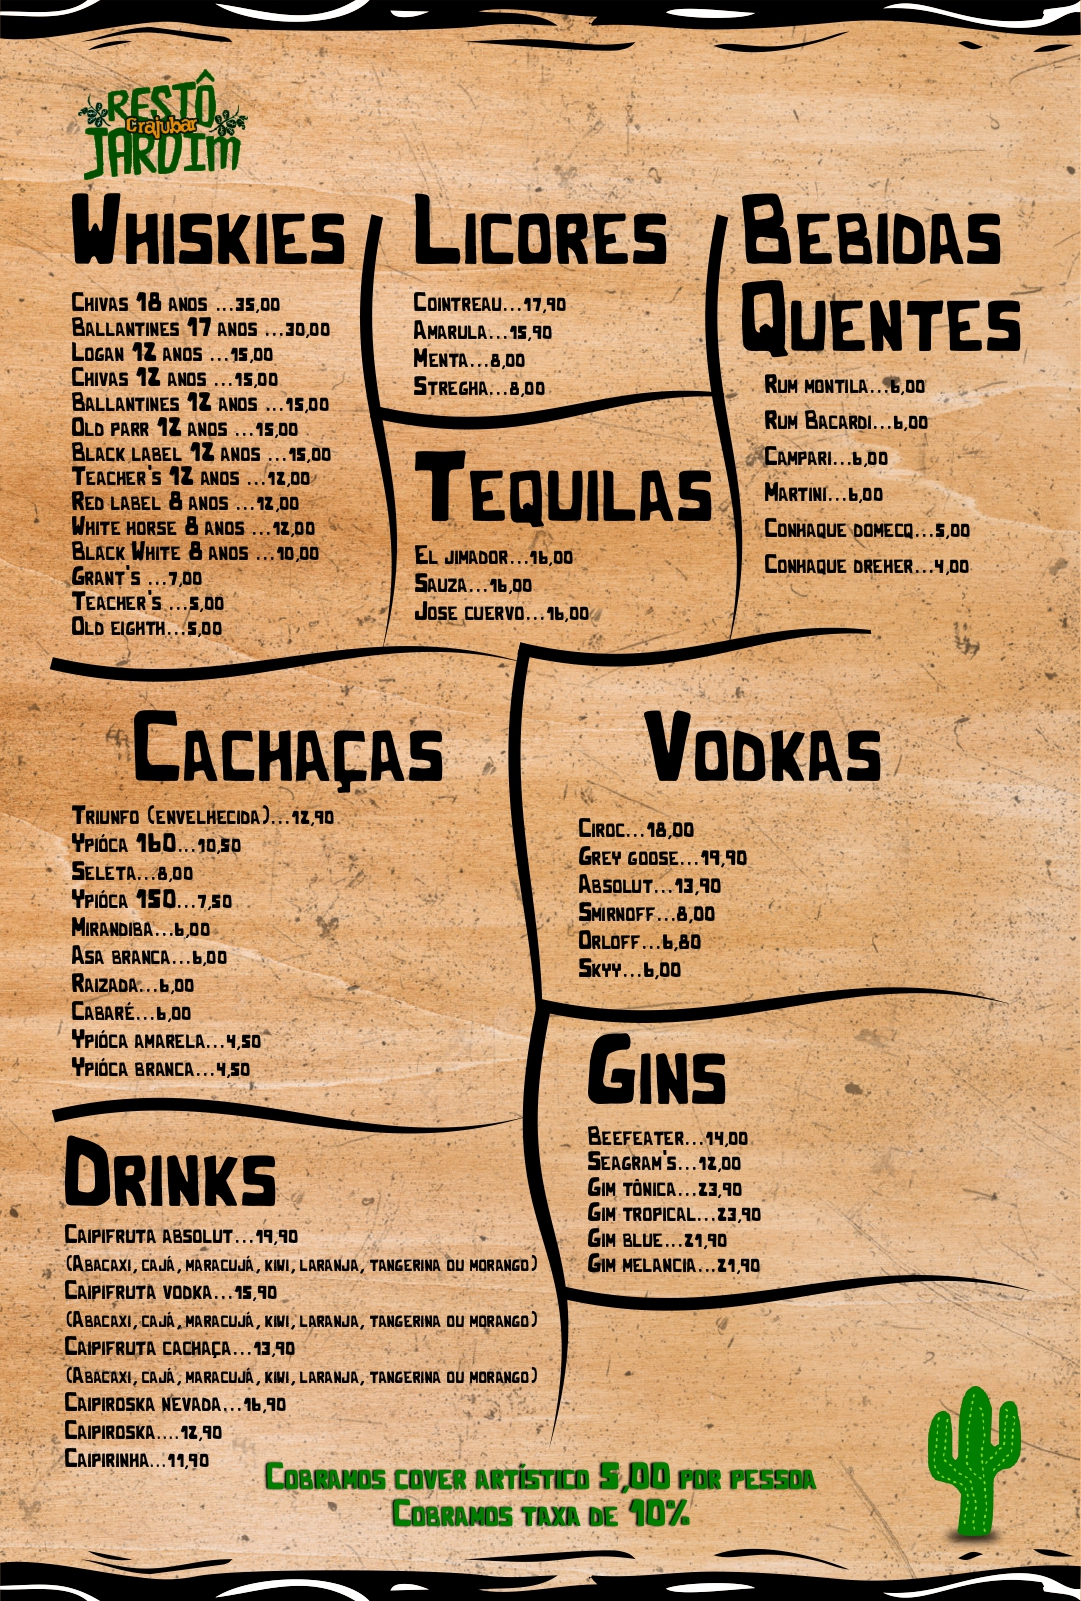 RESTÔ
Crajubar
JARDIM
WHISKIES
CHIVAS 18 ANOS ...35,00
BALLANTINES 17 ANOS ...30,00
LOGAN 12 ANOS ...15,00
CHIVAS 12 ANOS ...15,00
BALLANTINES 12 ANOS ...15,00
OLD PARR 12 ANOS ...15,00
BLACK LABEL 12 ANOS ...15,00
TEACHER'S 12 ANOS ...12,00
RED LABEL 8 ANOS ...12,00
WHITE HORSE 8 ANOS ...12,00
BLACK WHITE 8 ANOS ...10,00
GRANT'S ...7,00
TEACHER'S ...5,00
OLD EIGHTH...5,00
LICORES
COINTREAU...17,90
AMARULA...15,90
MENTA...8,00
STREGHA...8,00
TEQUILAS
EL JIMADOR...16,00
SAUZA...16,00
JOSE CUERVO...16,00
BEBIDAS
QUENTES
RUM MONTILA...6,00
RUM BACARDI...6,00
CAMPARI...6,00
MARTINI...6,00
CONHAQUE DOMECQ...5,00
CONHAQUE DREHER...4,00
CACHAÇAS
TRIUNFO (ENVELHECIDA)...12,90
YPIÓCA 160...10,50
SELETA...8,00
YPIÓCA 150...7,50
MIRANDIBA...6,00
ASA BRANCA...6,00
RAIZADA...6,00
CABARÉ...6,00
YPIÓCA AMARELA...4,50
YPIÓCA BRANCA...4,50
VODKAS
CIROC...18,00
GREY GOOSE...19,90
ABSOLUT...13,90
SMIRNOFF...8,00
ORLOFF...6,80
SKYY...6,00
GINS
BEEFEATER...14,00
SEAGRAM'S...12,00
GIM TÔNICA...23,90
GIM TROPICAL...23,90
GIM BLUE...21,90
GIM MELANCIA...21,90
DRINKS
CAIPIFRUTA ABSOLUT...19,90
(ABACAXI, CAJÁ, MARACUJÁ, KIWI, LARANJA, TANGERINA OU MORANGO)
CAIPIFRUTA VODKA...15,90
(ABACAXI, CAJÁ, MARACUJÁ, KIWI, LARANJA, TANGERINA OU MORANGO)
CAIPIFRUTA CACHAÇA...13,90
(ABACAXI, CAJÁ, MARACUJÁ, KIWI, LARANJA, TANGERINA OU MORANGO)
CAIPIROSKA NEVADA...16,90
CAIPIROSKA....12,90
CAIPIRINHA...11,90
COBRAMOS COVER ARTÍSTICO 5,00 POR PESSOA
COBRAMOS TAXA DE 10%